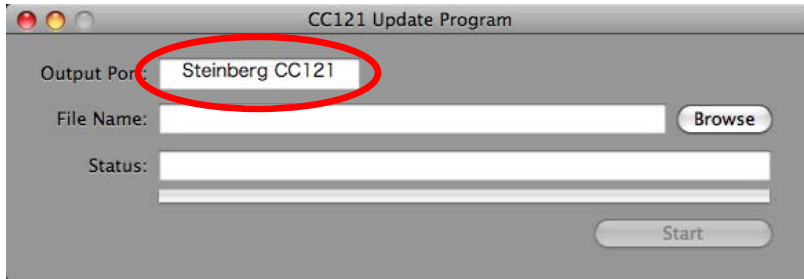 CC121 Update Program
Output Port: Steinberg CC121
File Name: Browse
Status:
Start